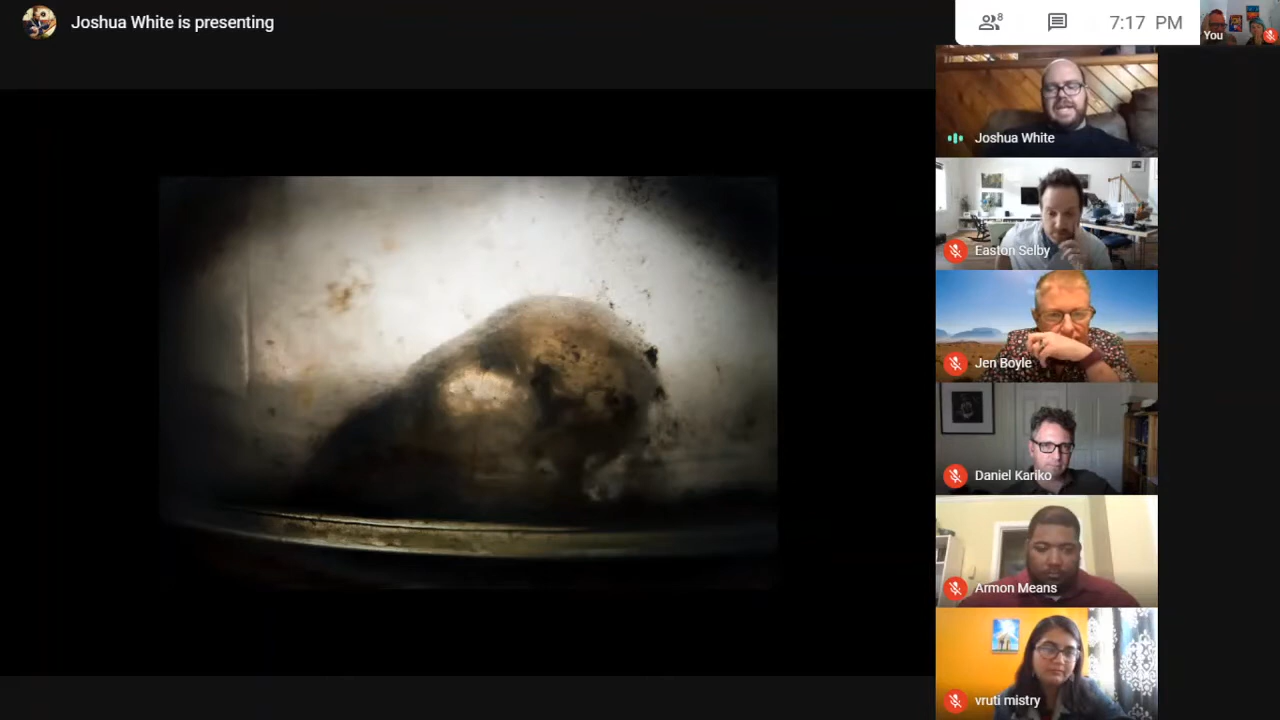 Joshua White is presenting
8
7:17 PM
You
Joshua White
Easton Selby
Jen Boyle
Daniel Kariko
Armon Means
vruti mistry